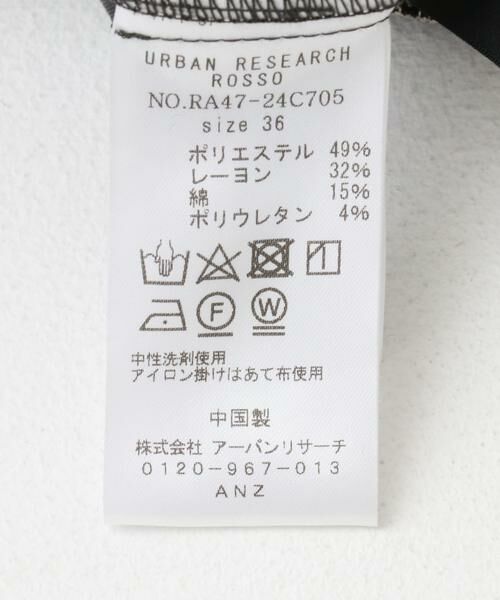 URBAN RESEARCH
ROSSO
NO.RA47-24C705
size 36
ポリエステル 49%
レーヨン 32%
綿 15%
ポリウレタン 4%
F W
中性洗剤使用
アイロン掛けはあて布使用
中国製
株式会社 アーバンリサーチ
0120-967-013
ANZ